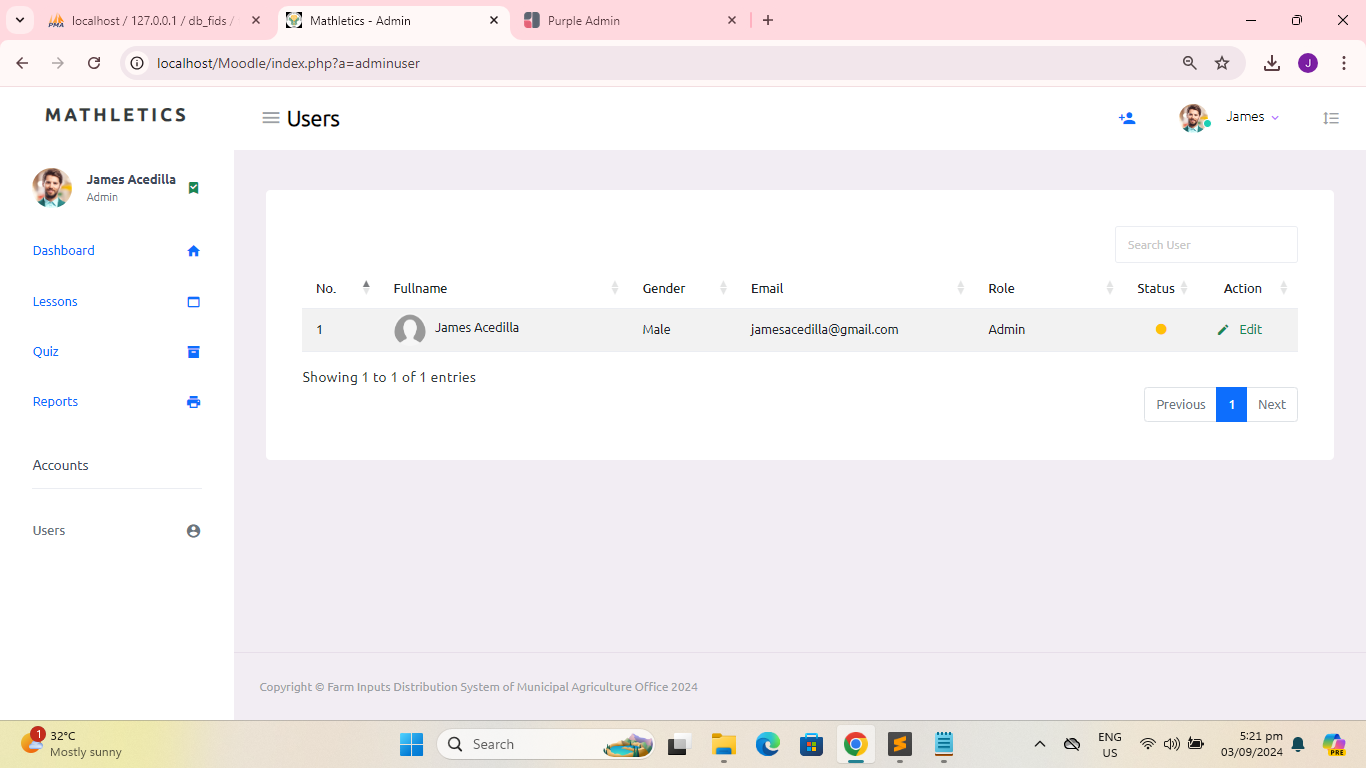 localhost / 127.0.0.1 / db_fids /
Mathletics - Admin
Purple Admin
localhost/Moodle/index.php?a=adminuser
J
MATHLETICS
Users
James
James Acedilla
Admin
Dashboard
Lessons
Quiz
Reports
Accounts
Users
Search User
No. Fullname Gender Email Role Status Action
1 James Acedilla Male jamesacedilla@gmail.com Admin Edit
Showing 1 to 1 of 1 entries
Previous 1 Next
Copyright © Farm Inputs Distribution System of Municipal Agriculture Office 2024
1
32°C
Mostly sunny
Search
ENG
US
5:21 pm
03/09/2024
PRE